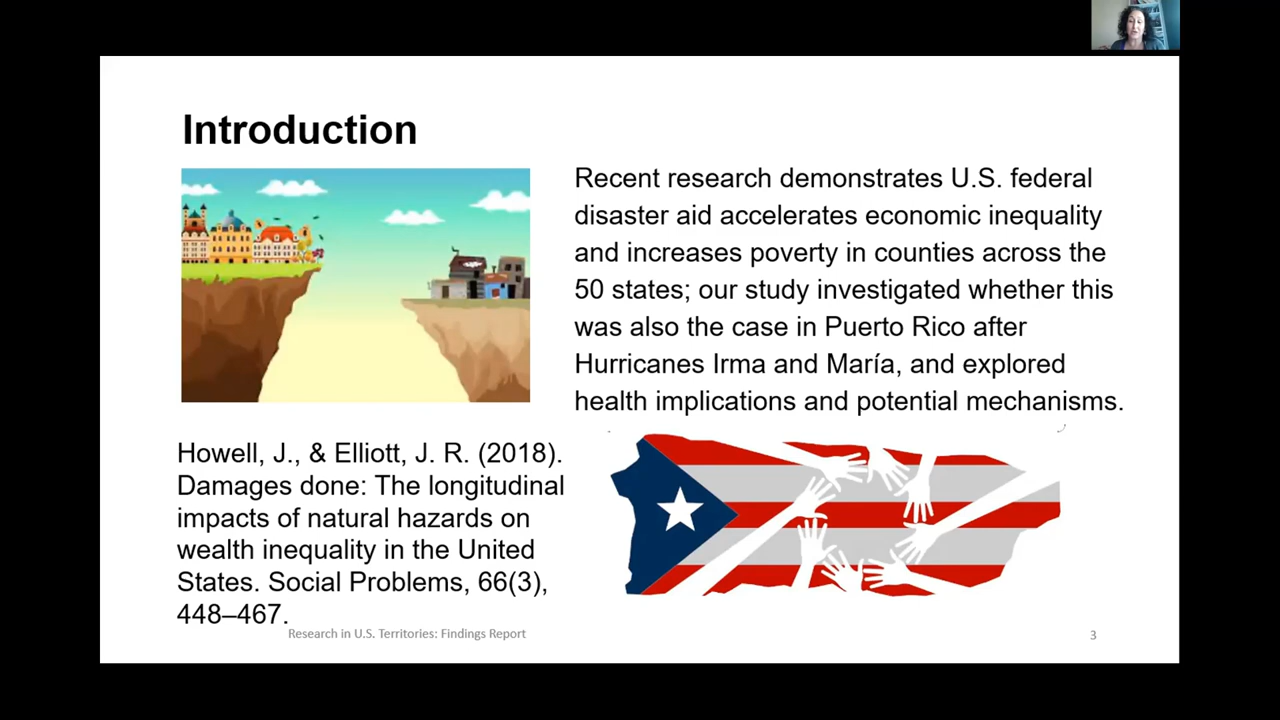 Introduction
Recent research demonstrates U.S. federal
disaster aid accelerates economic inequality
and increases poverty in counties across the
50 states; our study investigated whether this
was also the case in Puerto Rico after
Hurricanes Irma and María, and explored
health implications and potential mechanisms.
Howell, J., & Elliott, J. R. (2018).
Damages done: The longitudinal
impacts of natural hazards on
wealth inequality in the United
States. Social Problems, 66(3),
448–467.
Research in U.S. Territories: Findings Report
3